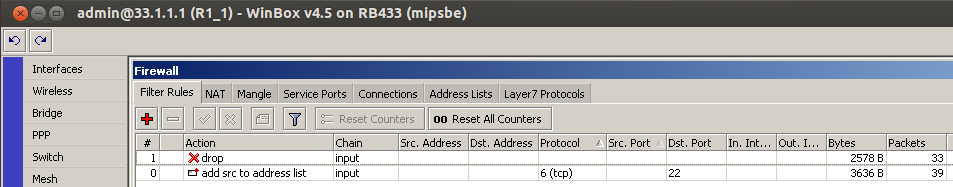 admin@33.1.1.1 (R1_1) - WinBox v4.5 on RB433 (mipsbe)
Interfaces
Wireless
Bridge
PPP
Switch
Mesh
Firewall
Filter Rules NAT Mangle Service Ports Connections Address Lists Layer7 Protocols
Reset Counters 00 Reset All Counters
# Action Chain Src. Address Dst. Address Protocol Src. Port Dst. Port In. Int... Out. I... Bytes Packets
1 drop input 2578 B 33
0 add src to address list input 6 (tcp) 22 3636 B 39